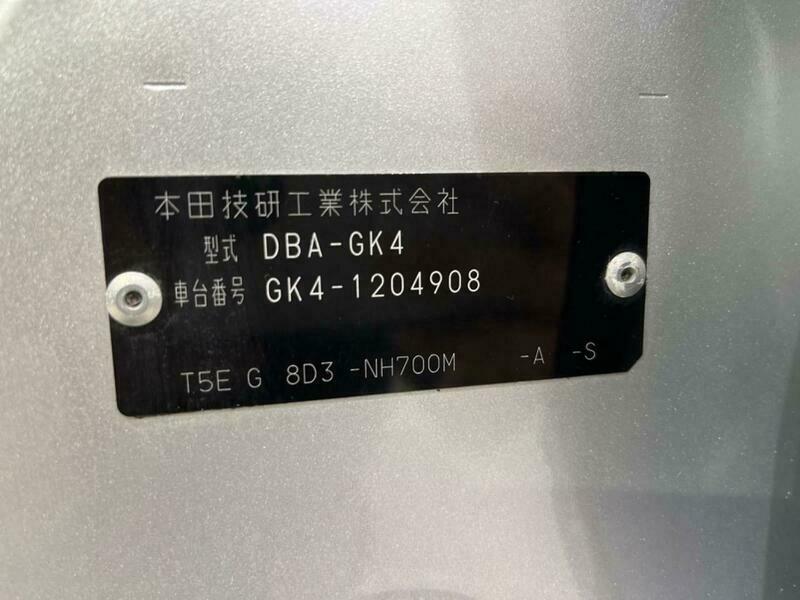 本田技研工業株式会社
型式 DBA-GK4
車台番号 GK4-1204908
T5E G 8D3 -NH700M -A -S